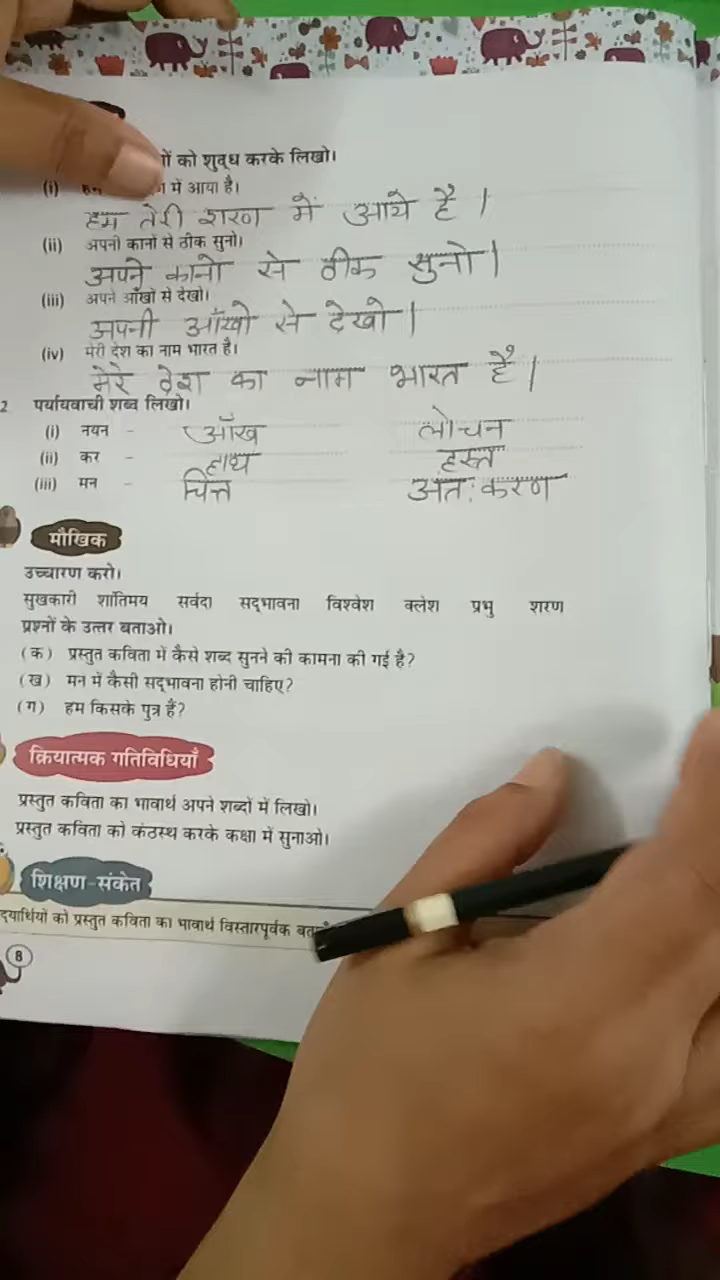 को शुद्ध करके लिखो।
(i) में आया है।
हम तेरी शरण में आये है ।
(ii) अपनी कानों से ठीक सुनो।
अपने कानो से ठीक सुनो ।
(iii) अपने आँखों से देखो।
अपनी आँखो से देखो ।
(iv) मेरी देश का नाम भारत है।
मेरे देश का नाम भारत है ।
2 पर्यायवाची शब्द लिखो।
(i) नयन - आँख लोचन
(ii) कर - हाथ हस्त
(iii) मन - चित्त अंतःकरण
मौखिक
उच्चारण करो।
सुखकारी शांतिमय सर्वदा सद्भावना विश्वेश क्लेश प्रभु शरण
प्रश्नों के उत्तर बताओ।
(क) प्रस्तुत कविता में कैसे शब्द सुनने की कामना की गई है?
(ख) मन में कैसी सद्भावना होनी चाहिए?
(ग) हम किसके पुत्र हैं?
क्रियात्मक गतिविधियाँ
प्रस्तुत कविता का भावार्थ अपने शब्दों में लिखो।
प्रस्तुत कविता को कंठस्थ करके कक्षा में सुनाओ।
शिक्षण-संकेत
को प्रस्तुत कविता का भावार्थ विस्तारपूर्वक
8